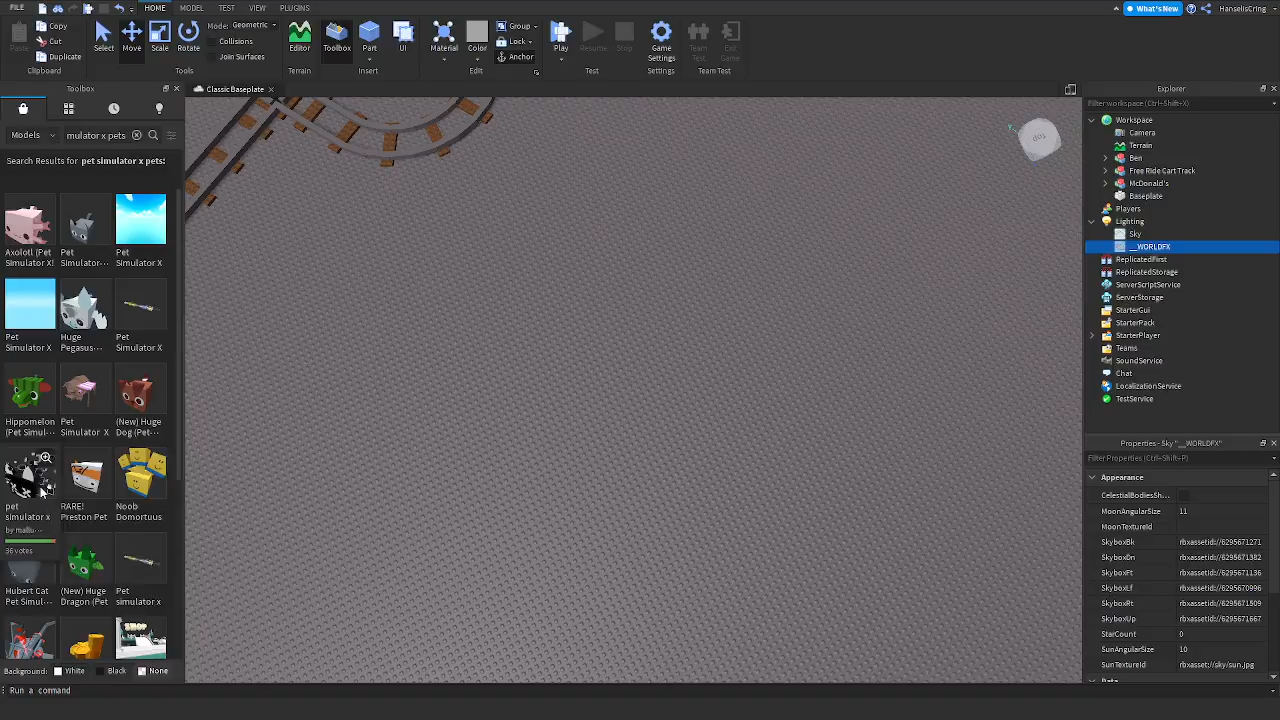 FILE HOME MODEL TEST VIEW PLUGINS What's New HanselisCring
Copy Mode: Geometric Group
Paste Cut Select Move Scale Rotate Collisions Editor Toolbox Part UI Material Color Lock Play Resume Stop Game Settings Team Test Exit Game
Duplicate Join Surfaces Anchor
Clipboard Tools Terrain Insert Edit Test Settings Team Test
Toolbox
Classic Baseplate
Models mulator x pets
Search Results for pet simulator x pets:
Axolotl (Pet Simulator X!
Pet Simulator-···
Pet Simulator X
Pet Simulator X
Huge Pegasus-···
Pet Simulator X
Hippomelon (Pet Simul···
Pet Simulator X
(New) Huge Dog (Pet···
pet simulator x
by mallu···
36 votes
RARE! Preston Pet
Noob Domortuus
Hubert Cat Pet Simul···
(New) Huge Dragon (Pet
Pet simulator x
SHOP
Background: White Black None
Run a command
TOP
Y
Explorer
Filter workspace (Ctrl+Shift+X)
Workspace
Camera
Terrain
Ben
Free Ride Cart Track
McDonald's
Baseplate
Players
Lighting
Sky
__WORLDFX
ReplicatedFirst
ReplicatedStorage
ServerScriptService
ServerStorage
StarterGui
StarterPack
StarterPlayer
Teams
SoundService
Chat
LocalizationService
TestService
Properties - Sky "__WORLDFX"
Filter Properties (Ctrl+Shift+P)
Appearance
CelestialBodiesSh...
MoonAngularSize 11
MoonTextureId
SkyboxBk rbxassetid://6295671271
SkyboxDn rbxassetid://6295671382
SkyboxFt rbxassetid://6295671136
SkyboxLf rbxassetid://6295670996
SkyboxRt rbxassetid://6295671509
SkyboxUp rbxassetid://6295671667
StarCount 0
SunAngularSize 10
SunTextureId rbxasset://sky/sun.jpg